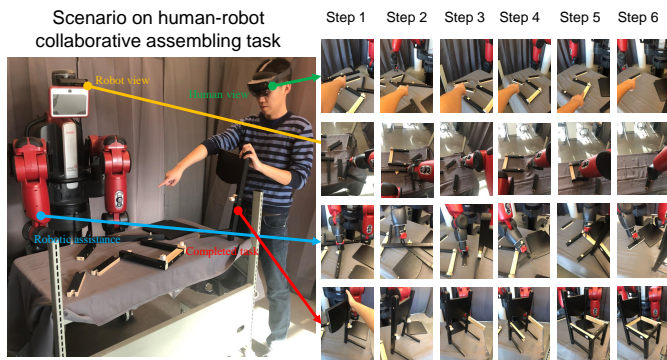 Scenario on human-robot
collaborative assembling task
Step 1
Step 2
Step 3
Step 4
Step 5
Step 6
Robot view
Human view
Robotic assistance
Completed task